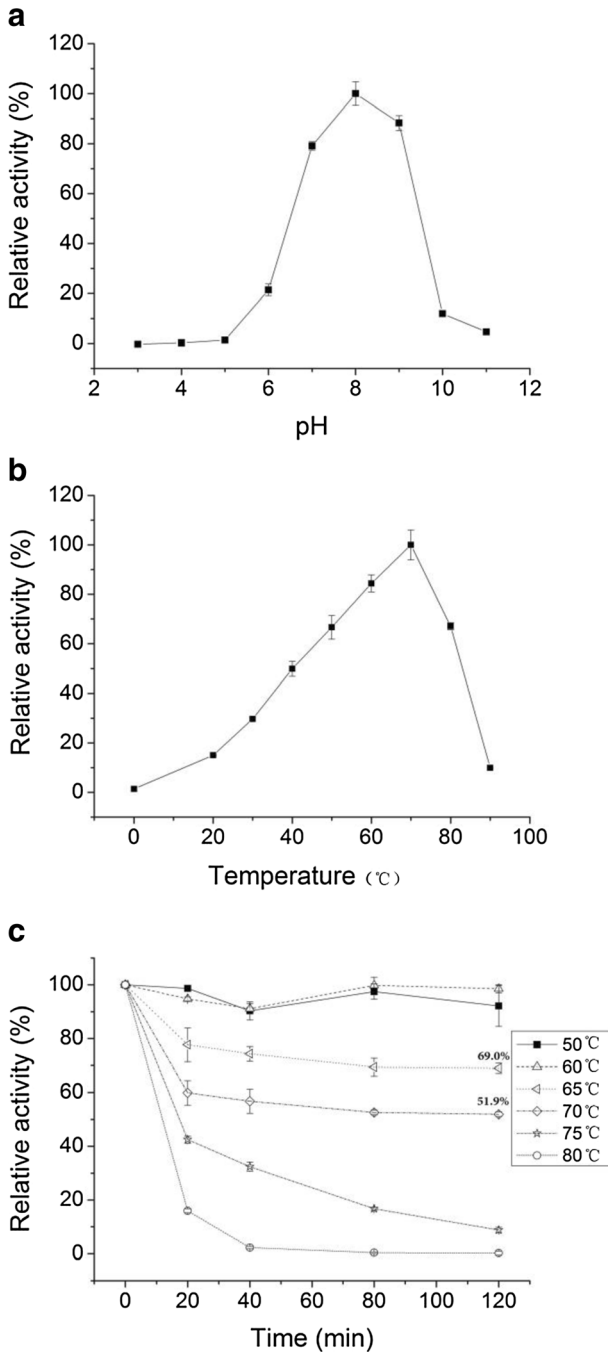 a
120
100
80
60
40
20
0
Relative activity (%)
2 4 6 8 10 12
pH
b
120
100
80
60
40
20
0
Relative activity (%)
0 20 40 60 80 100
Temperature （℃）
c
100
80
60
40
20
0
Relative activity (%)
69.0%
51.9%
50℃
60℃
65℃
70℃
75℃
80℃
0 20 40 60 80 100 120
Time (min)